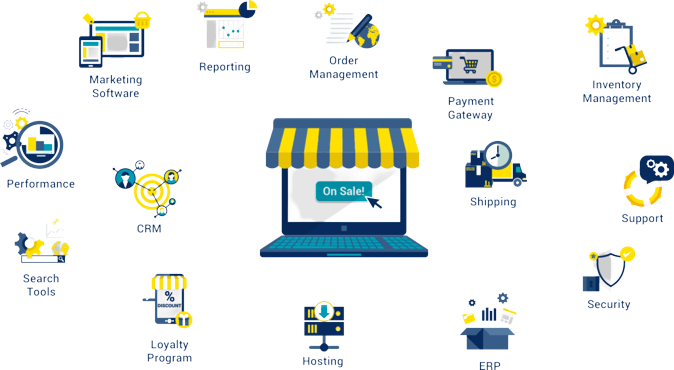 Marketing
Software
Reporting
Order
Management
Payment
Gateway
Inventory
Management
Performance
CRM
On Sale!
Shipping
Support
Search
Tools
%
DISCOUNT
Loyalty
Program
Hosting
ERP
Security